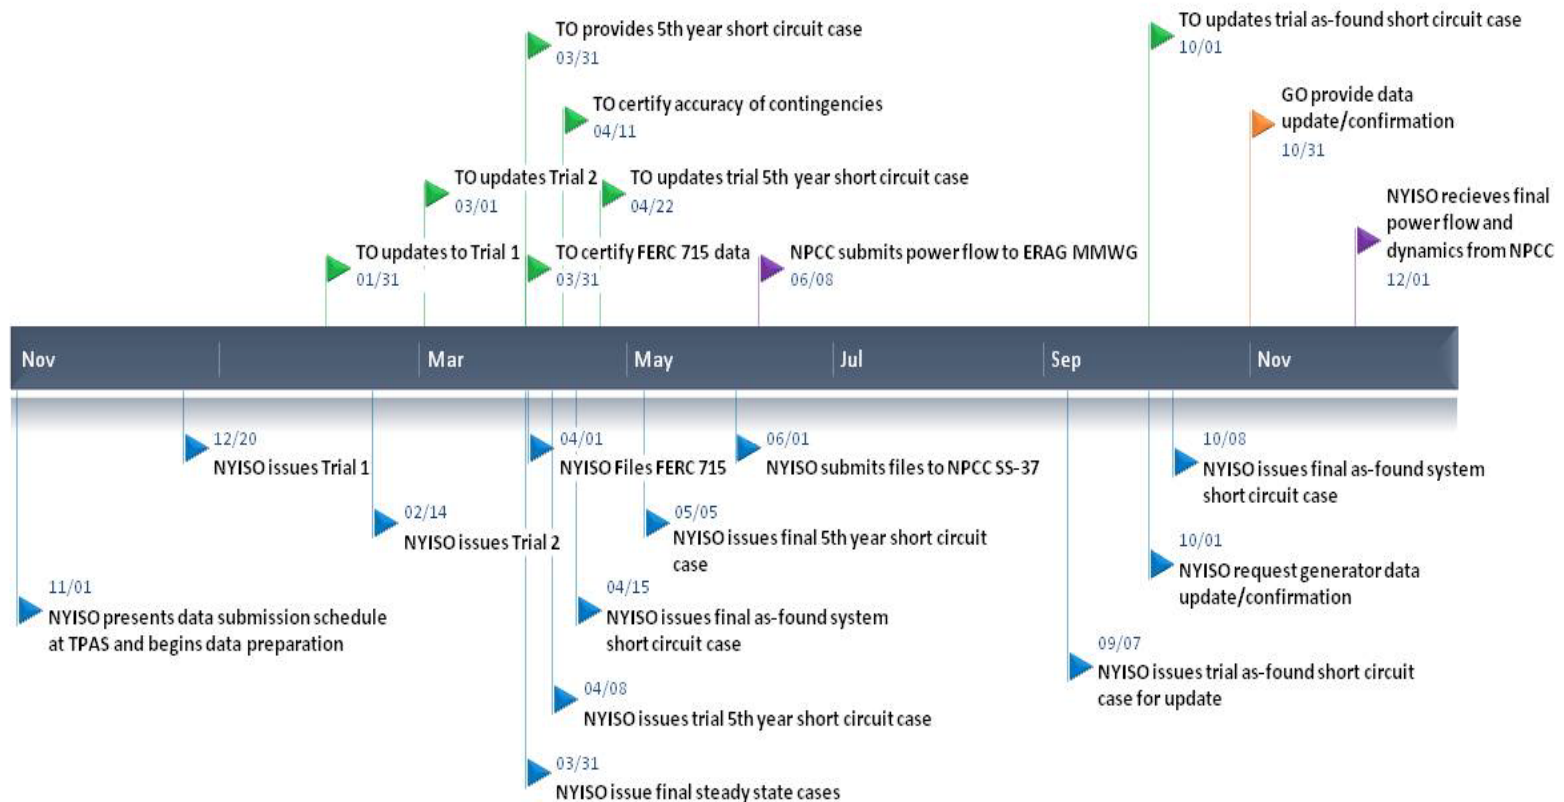 TO provides 5th year short circuit case
03/31
TO updates trial as-found short circuit case
10/01
TO certify accuracy of contingencies
04/11
GO provide data
update/confirmation
10/31
TO updates Trial 2
03/01
TO updates trial 5th year short circuit case
04/22
NYISO recieves final
power flow and
dynamics from NPCC
12/01
TO updates to Trial 1
01/31
TO certify FERC 715 data
03/31
NPCC submits power flow to ERAG MMWG
06/08
Nov
Mar
May
Jul
Sep
Nov
12/20
NYISO issues Trial 1
04/01
NYISO Files FERC 715
06/01
NYISO submits files to NPCC SS-37
10/08
NYISO issues final as-found system
short circuit case
02/14
NYISO issues Trial 2
05/05
NYISO issues final 5th year short circuit
case
10/01
NYISO request generator data
update/confirmation
11/01
NYISO presents data submission schedule
at TPAS and begins data preparation
04/15
NYISO issues final as-found system
short circuit case
09/07
NYISO issues trial as-found short circuit
case for update
04/08
NYISO issues trial 5th year short circuit case
03/31
NYISO issue final steady state cases